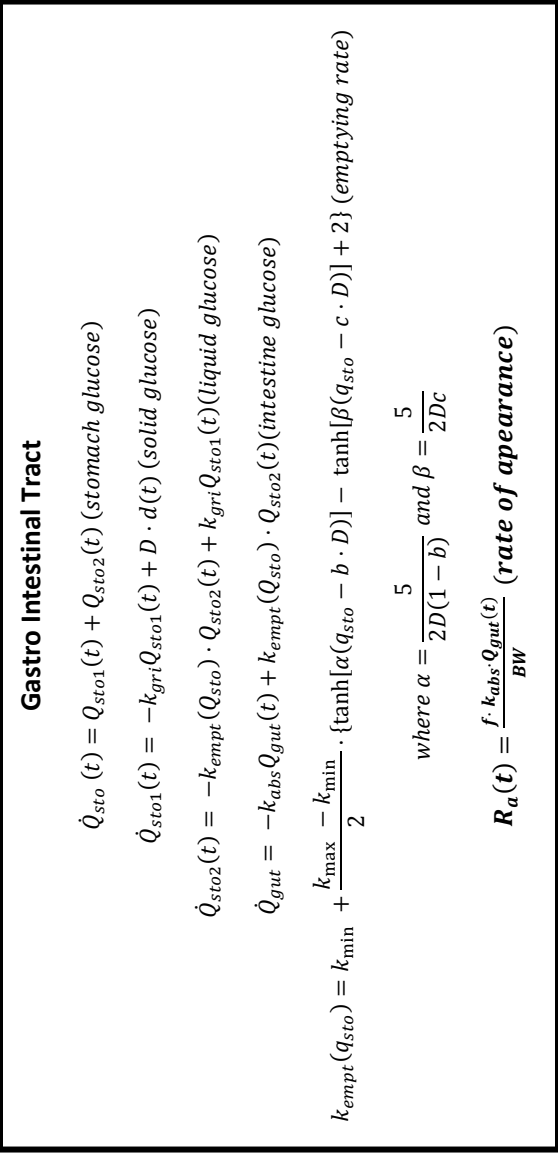 Gastro Intestinal Tract
Q̇_sto (t) = Q_sto1(t) + Q_sto2(t) (stomach glucose)
Q̇_sto1(t) = −k_gri Q_sto1(t) + D · d(t) (solid glucose)
Q̇_sto2(t) = −k_empt(Q_sto) · Q_sto2(t) + k_gri Q_sto1(t)(liquid glucose)
Q̇_gut = −k_abs Q_gut(t) + k_empt(Q_sto) · Q_sto2(t)(intestine glucose)
k_empt(q_sto) = k_min + (k_max − k_min)/2 · {tanh[α(q_sto − b · D)] − tanh[β(q_sto − c · D)] + 2} (emptying rate)
where α = 5/(2D(1 − b)) and β = 5/(2Dc)
R_a(t) = (f· k_abs·Q_gut(t))/BW (rate of apearance)